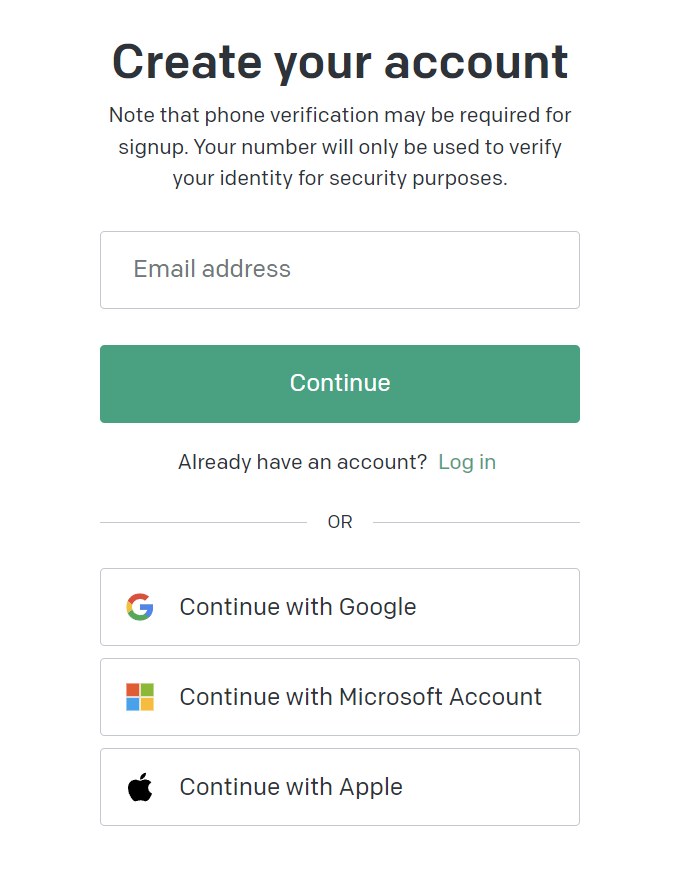 Create your account
Note that phone verification may be required for
signup. Your number will only be used to verify
your identity for security purposes.
Email address
Continue
Already have an account? Log in
OR
Continue with Google
Continue with Microsoft Account
Continue with Apple